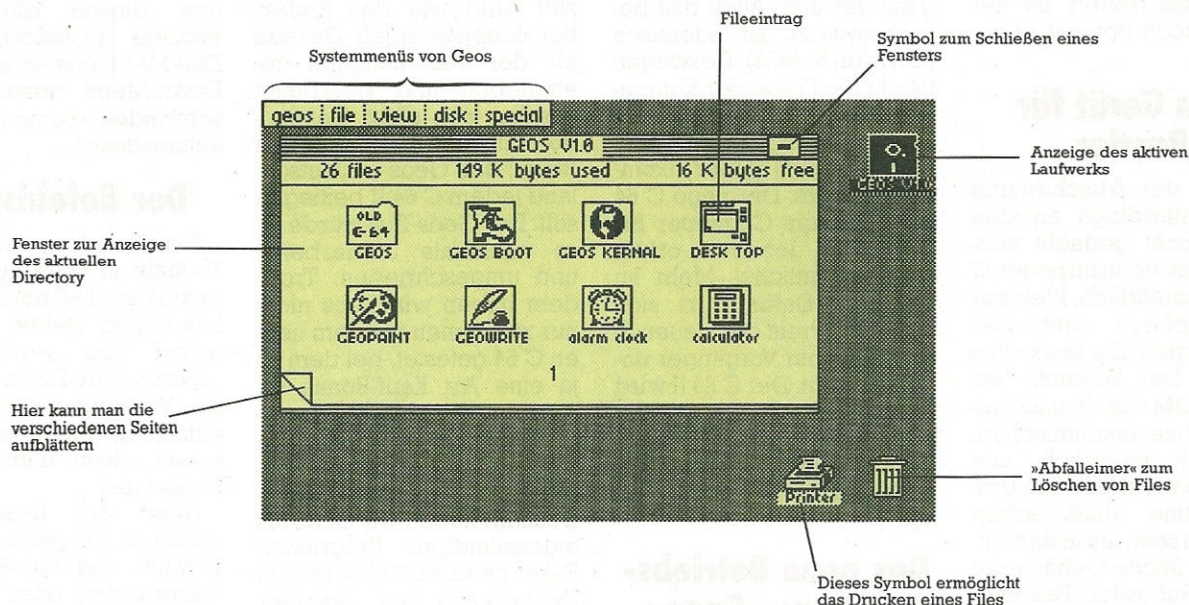 Fileeintrag
Symbol zum Schließen eines
Fensters
Systemmenüs von Geos
geos file view disk special
GEOS V1.0
26 files 149 K bytes used 16 K bytes free
Anzeige des aktiven
Laufwerks
Fenster zur Anzeige
des aktuellen
Directory
OLD
C-64
GEOS GEOS BOOT GEOS KERNAL DESK TOP
GEOPAINT GEOWRITE alarm clock calculator
1
Hier kann man die
verschiedenen Seiten
aufblättern
Printer
»Abfalleimer« zum
Löschen von Files
Dieses Symbol ermöglicht
das Drucken eines Files